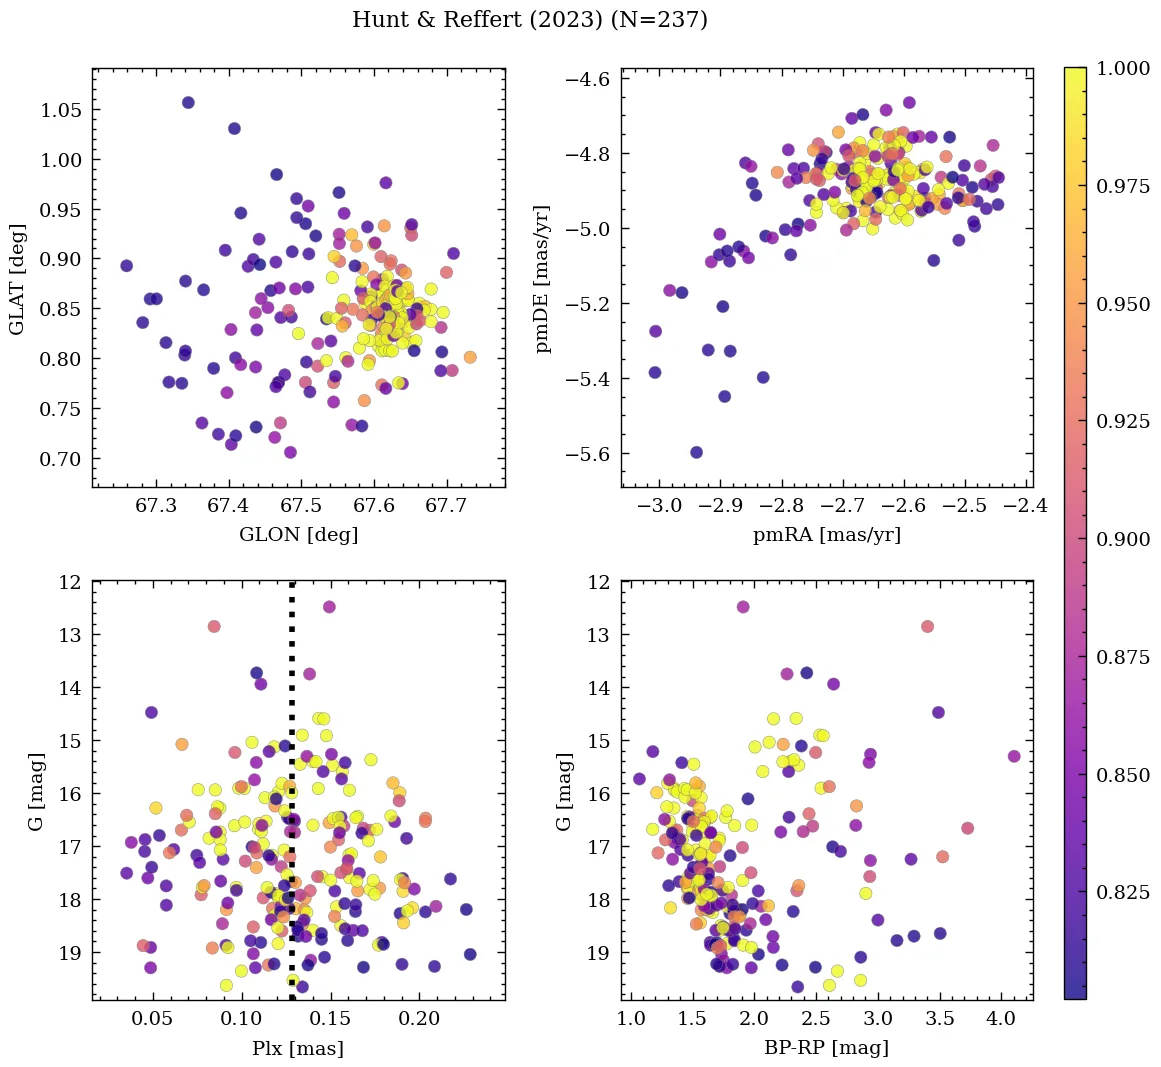 Hunt & Reffert (2023) (N=237)
1.05
1.00
0.95
0.90
0.85
0.80
0.75
0.70
GLAT [deg]
67.3 67.4 67.5 67.6 67.7
GLON [deg]
−4.6
−4.8
−5.0
−5.2
−5.4
−5.6
pmDE [mas/yr]
−3.0 −2.9 −2.8 −2.7 −2.6 −2.5 −2.4
pmRA [mas/yr]
12
13
14
15
16
17
18
19
G [mag]
0.05 0.10 0.15 0.20
Plx [mas]
12
13
14
15
16
17
18
19
G [mag]
1.0 1.5 2.0 2.5 3.0 3.5 4.0
BP-RP [mag]
1.000
0.975
0.950
0.925
0.900
0.875
0.850
0.825